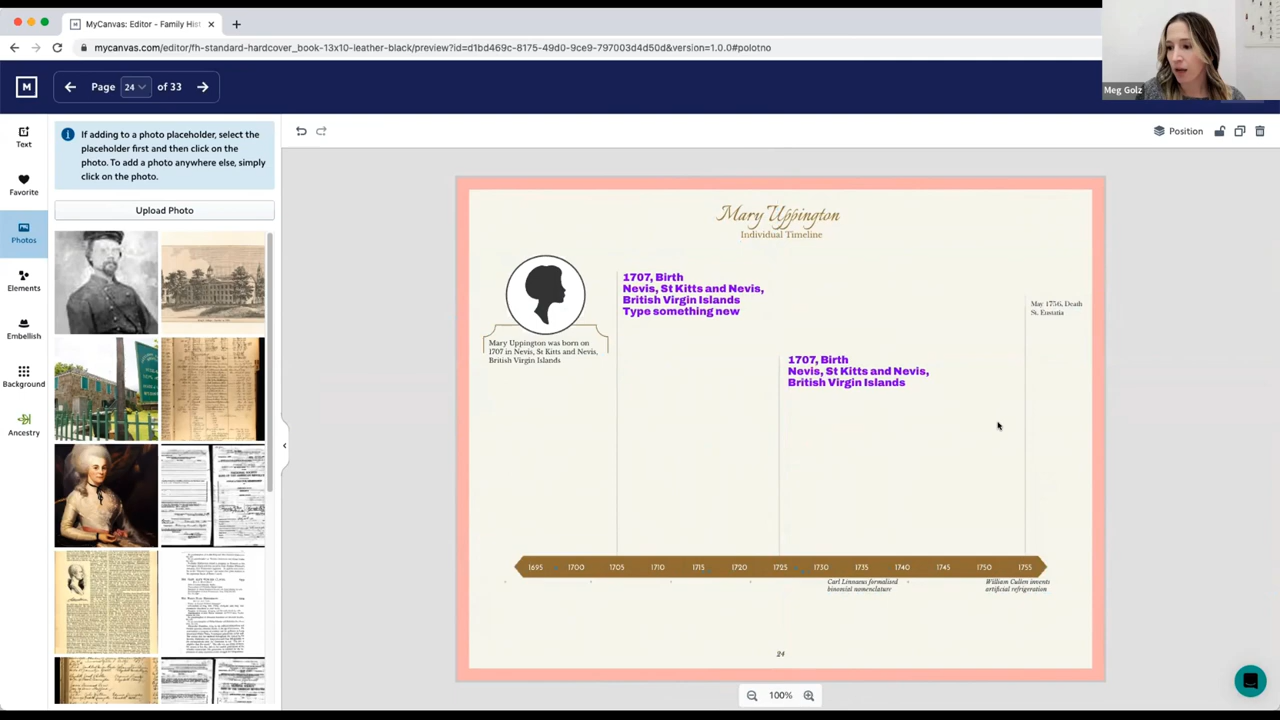 MyCanvas: Editor - Family Hist
mycanvas.com/editor/fh-standard-hardcover_book-13x10-leather-black/preview?id=d1bd469c-8175-49d0-9ce9-797003d4d50d&version=1.0.0#polotno
Meg Golz
M
Page 24 of 33
Text
Favorite
Photos
Elements
Embellish
Background
Ancestry
If adding to a photo placeholder, select the
placeholder first and then click on the
photo. To add a photo anywhere else, simply
click on the photo.
Upload Photo
Position
Mary Uppington
Individual Timeline
1707, Birth
Nevis, St Kitts and Nevis,
British Virgin Islands
Type something new
May 1756, Death
St. Eustatia
Mary Uppington was born on
1707 in Nevis, St Kitts and Nevis,
British Virgin Islands
1707, Birth
Nevis, St Kitts and Nevis,
British Virgin Islands
1695 1700 1705 1710 1715 1720 1725 1730 1735 1740 1745 1750 1755
Carl Linnaeus formalised
binomial nomenclature
William Cullen invents
artificial refrigeration
24
100%